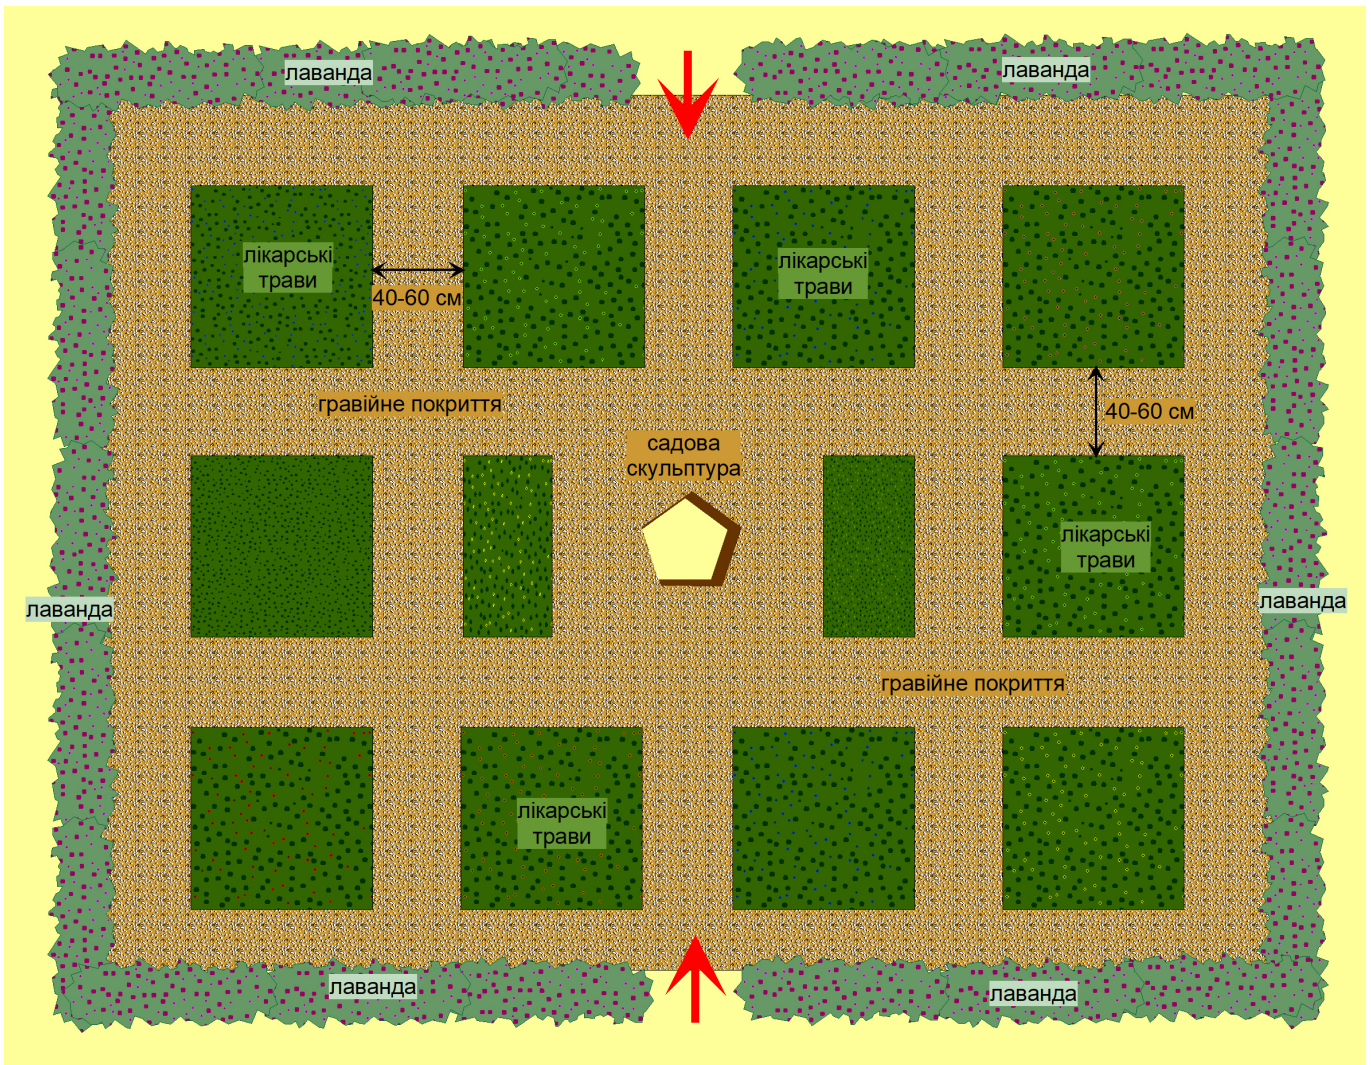 лаванда
лаванда
лікарські
трави
40-60 см
лікарські
трави
гравійне покриття
40-60 см
садова
скульптура
лікарські
трави
лаванда
лаванда
гравійне покриття
лікарські
трави
лаванда
лаванда